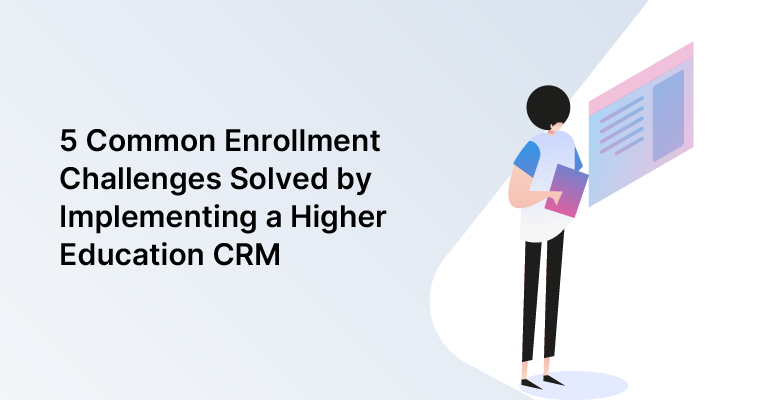 5 Common Enrollment
Challenges Solved by
Implementing a Higher
Education CRM